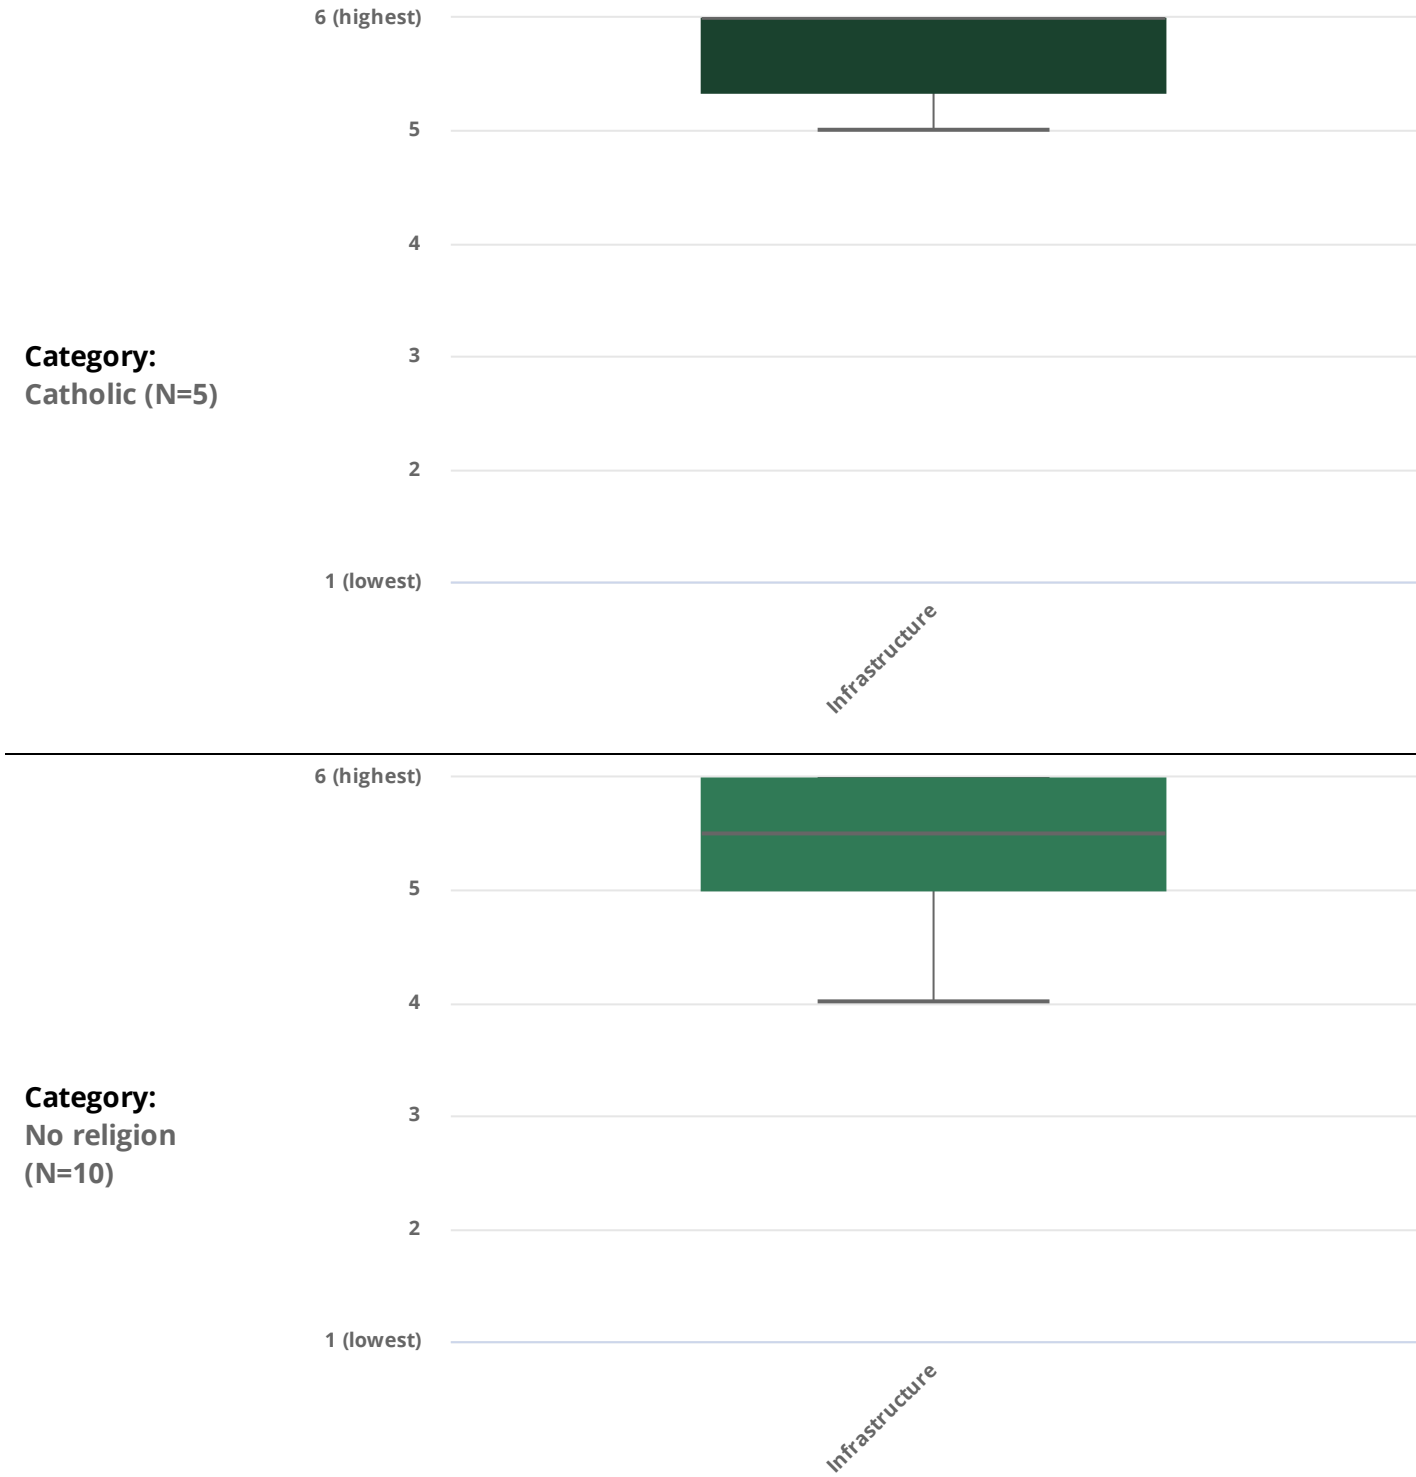 6 (highest)
5
4
3
2
1 (lowest)
Category:
Catholic (N=5)
Infrastructure
6 (highest)
5
4
3
2
1 (lowest)
Category:
No religion
(N=10)
Infrastructure